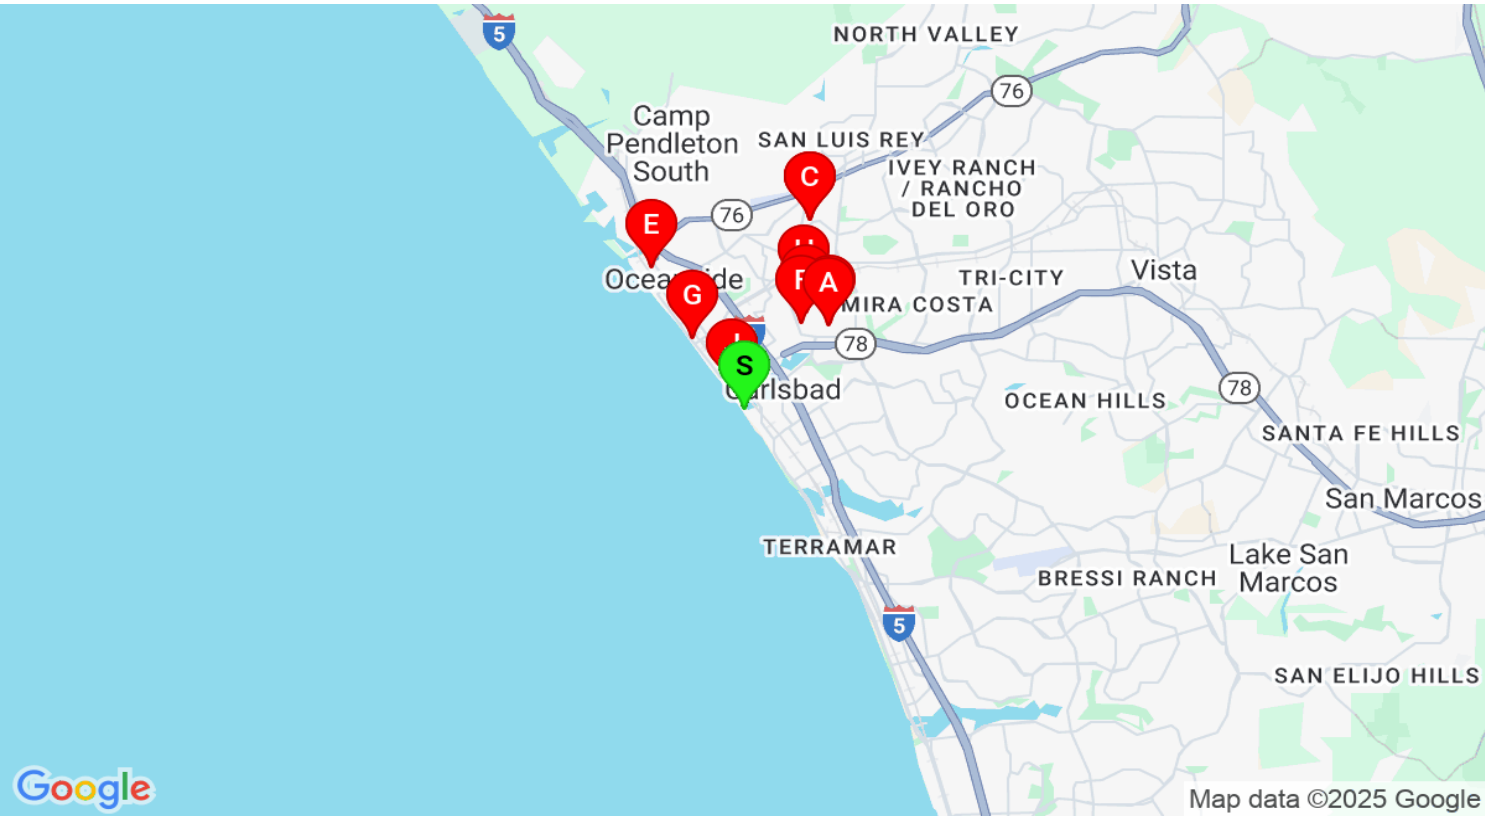 5
NORTH VALLEY
76
Camp
Pendleton
South
SAN LUIS REY
IVEY RANCH
/ RANCHO
DEL ORO
C
76
E
Oceanside
TRI-CITY
Vista
A
G
MIRA COSTA
78
S
Carlsbad
78
OCEAN HILLS
SANTA FE HILLS
San Marcos
TERRAMAR
Lake San
Marcos
BRESSI RANCH
5
SAN ELIJO HILLS
Google
Map data ©2025 Google